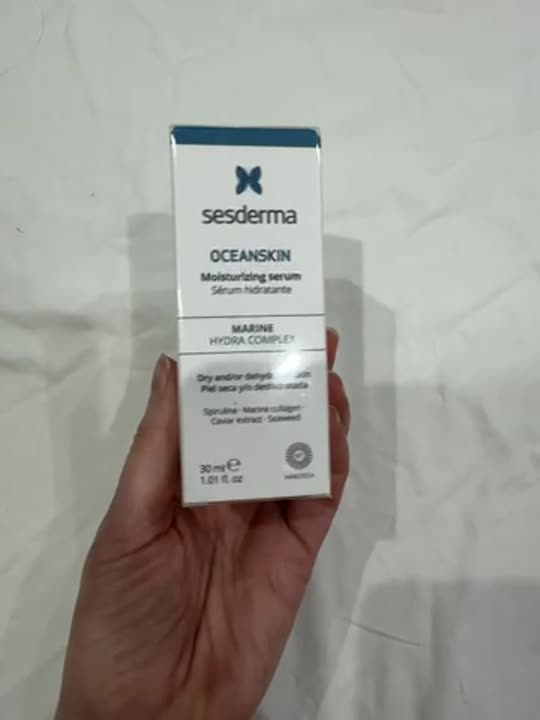 sesderma
OCEANSKIN
Moisturizing serum
Sérum hidratante
MARINE
HYDRA COMPLEX
Dry and/or
Piel seca y/o deshidratada
Spirulina · Marine collagen ·
Caviar extract · Seaweed
30 ml e
1.01 fl. oz
NANOTECH